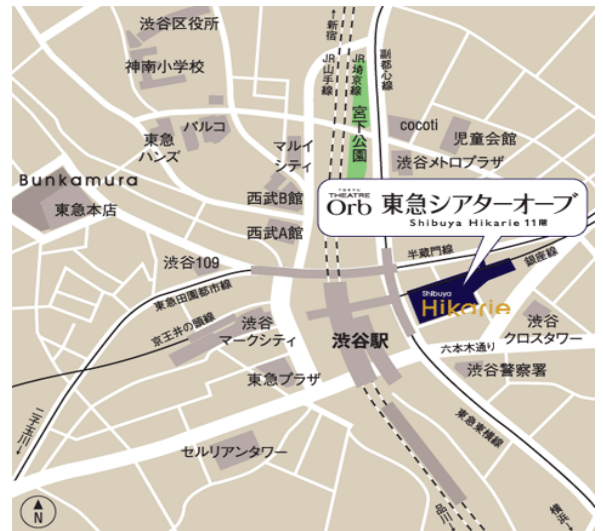 渋谷区役所
神南小学校
↑新宿
JR山手線
JR埼京線
副都心線
宮下公園
パルコ
東急
ハンズ
マルイ
シティ
cocoti
児童会館
渋谷メトロプラザ
Bunkamura
東急本店
西武B館
西武A館
TOKYU
THEATRE
Orb
東急シアターオーブ
Shibuya Hikarie 11階
渋谷109
半蔵門線
銀座線
東急田園都市線
京王井の頭線
渋谷
マークシティ
渋谷駅
Shibuya
Hikarie
渋谷
クロスタワー
六本木通り
東急プラザ
渋谷警察署
二子玉川→
セルリアンタワー
東急東横線
品川
横浜→
N